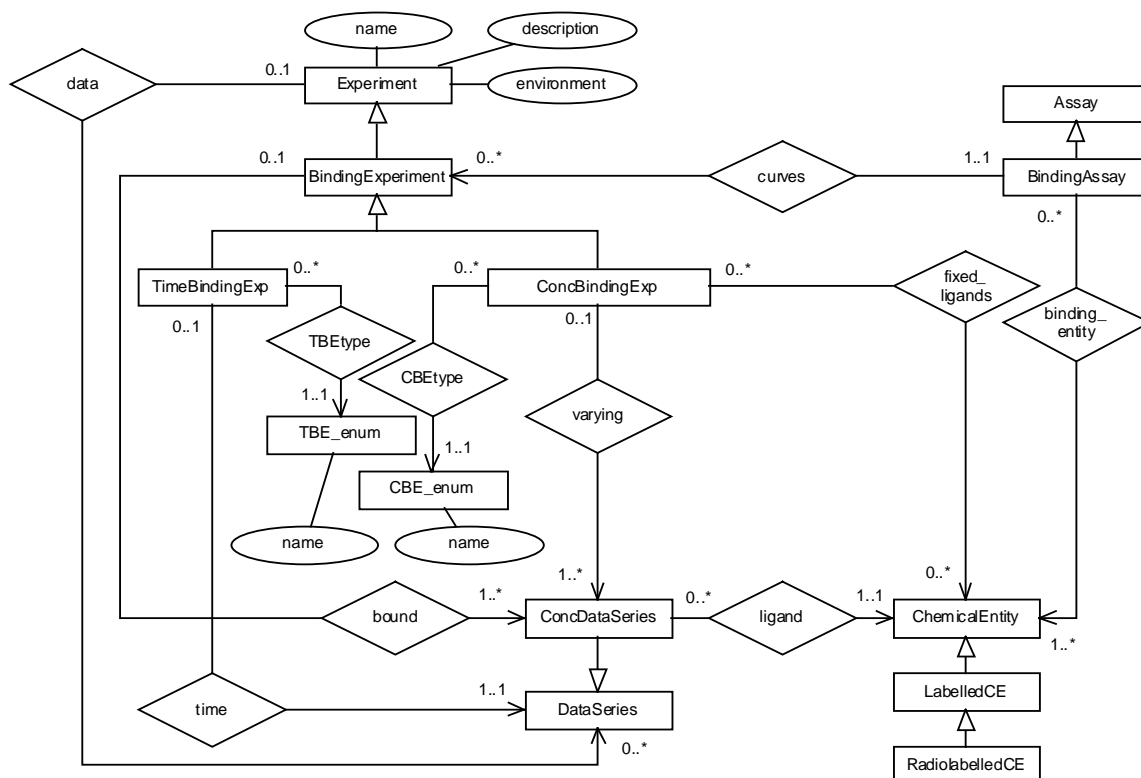 name
description
data
0..1
Experiment
environment
Assay
0..1
0..*
1..1
BindingExperiment
curves
BindingAssay
0..*
0..*
0..*
0..*
TimeBindingExp
ConcBindingExp
fixed_
ligands
0..1
0..1
binding_
entity
TBEtype
CBEtype
1..1
varying
TBE_enum
1..1
CBE_enum
name
name
1..*
0..*
1..*
0..*
1..1
bound
ConcDataSeries
ligand
ChemicalEntity
1..*
1..1
LabelledCE
time
DataSeries
0..*
RadiolabelledCE